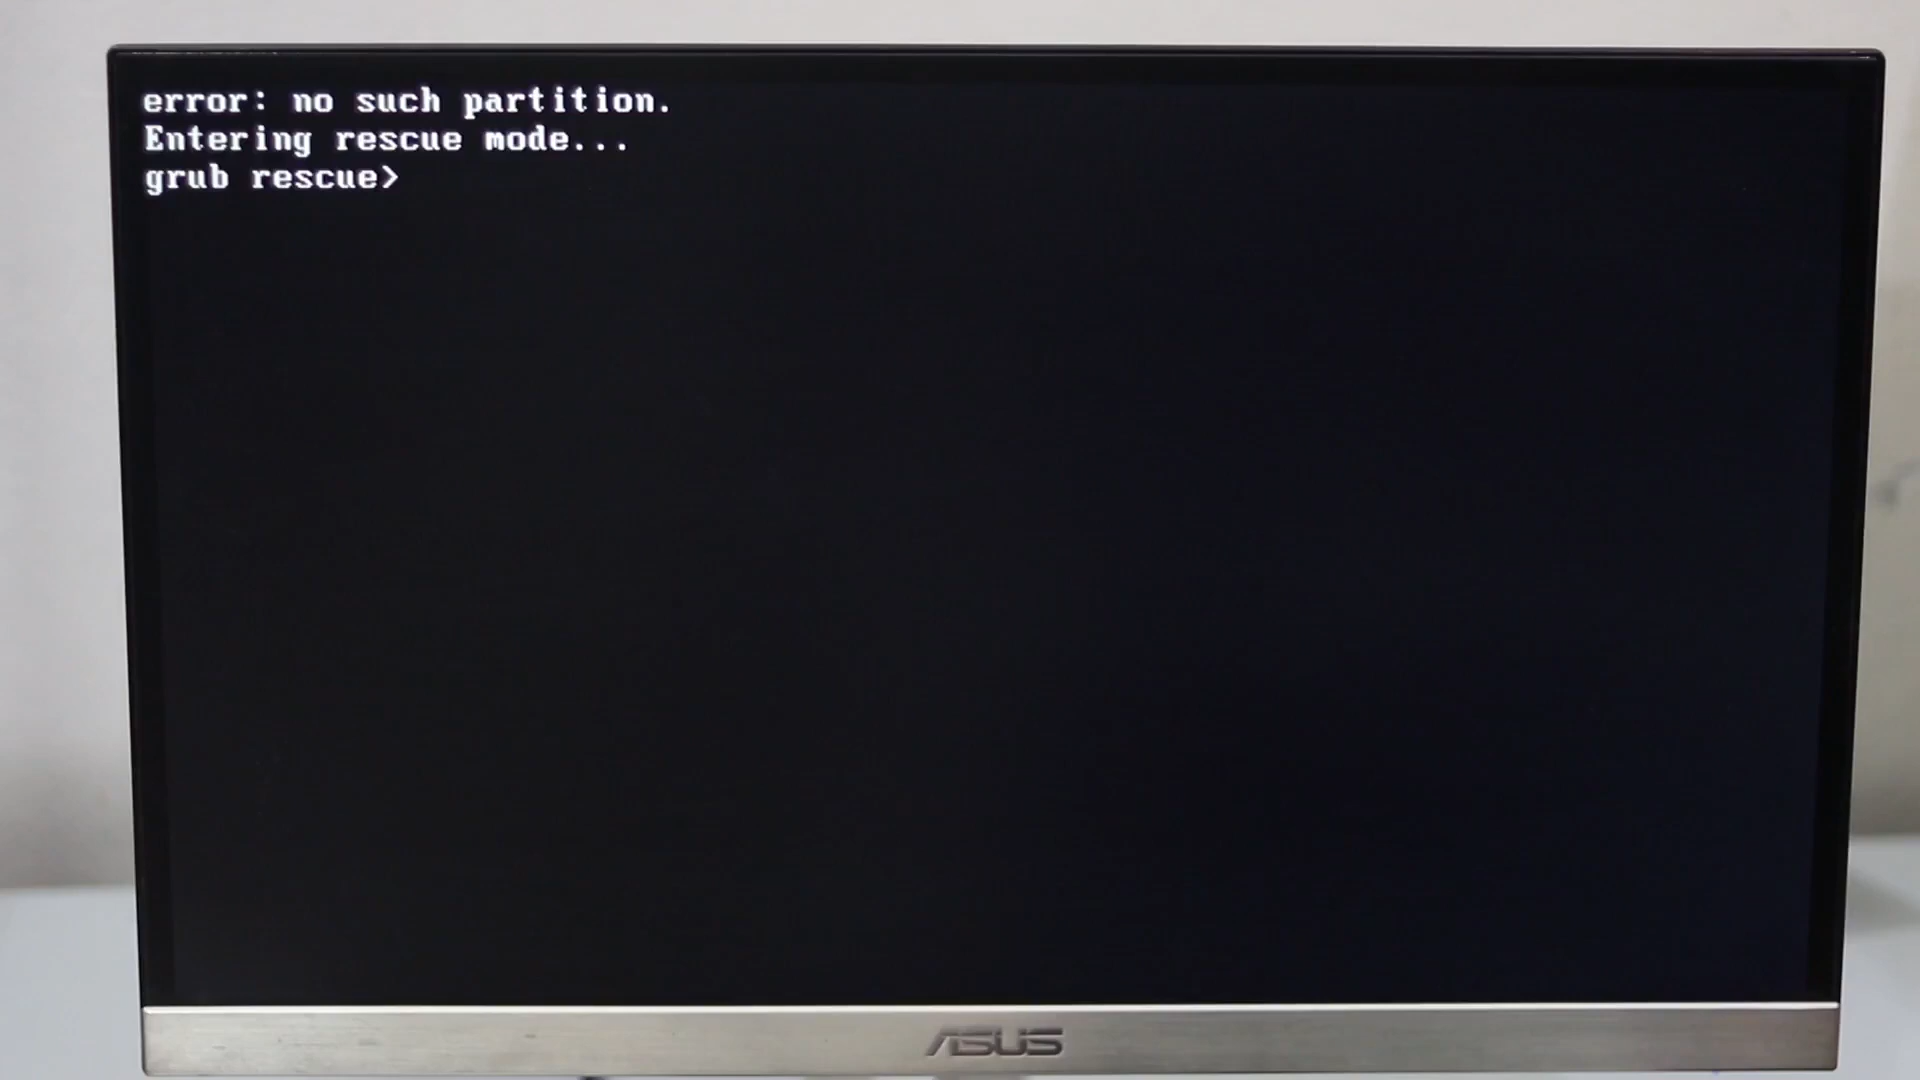 error: no such partition.
Entering rescue mode...
grub rescue>
ASUS